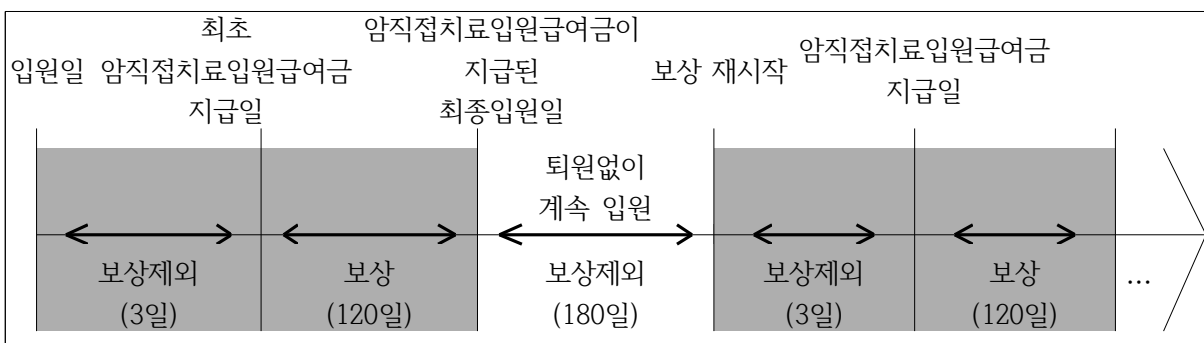 입원일
최초
암직접치료입원급여금
지급일
암직접치료입원급여금이
지급된
최종입원일
보상 재시작
암직접치료입원급여금
지급일
퇴원없이
계속 입원
보상제외
(3일)
보상
(120일)
보상제외
(180일)
보상제외
(3일)
보상
(120일)
...